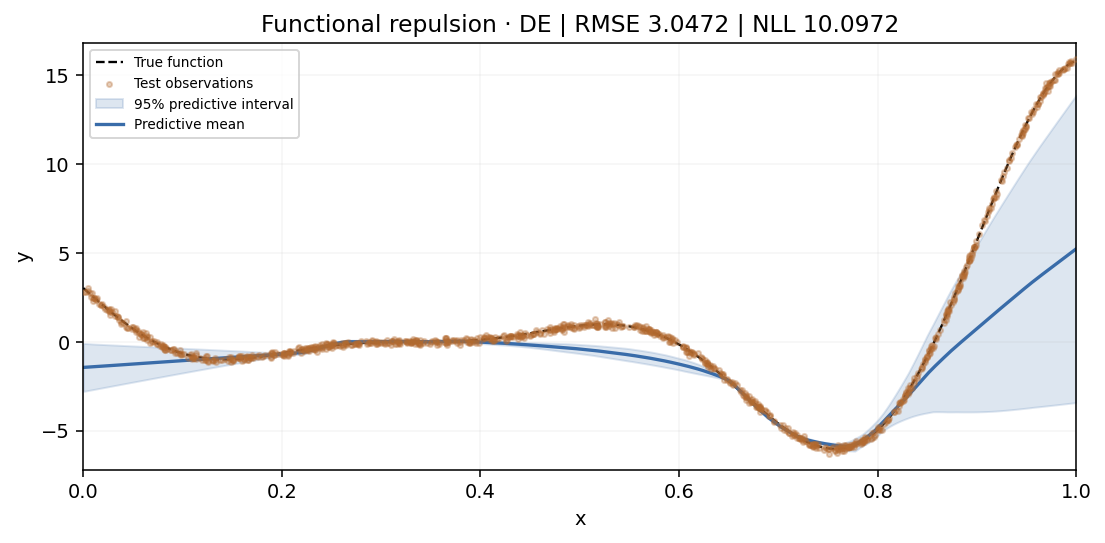 Functional repulsion · DE | RMSE 3.0472 | NLL 10.0972
True function
Test observations
95% predictive interval
Predictive mean
15
10
5
0
−5
y
0.0 0.2 0.4 0.6 0.8 1.0
x